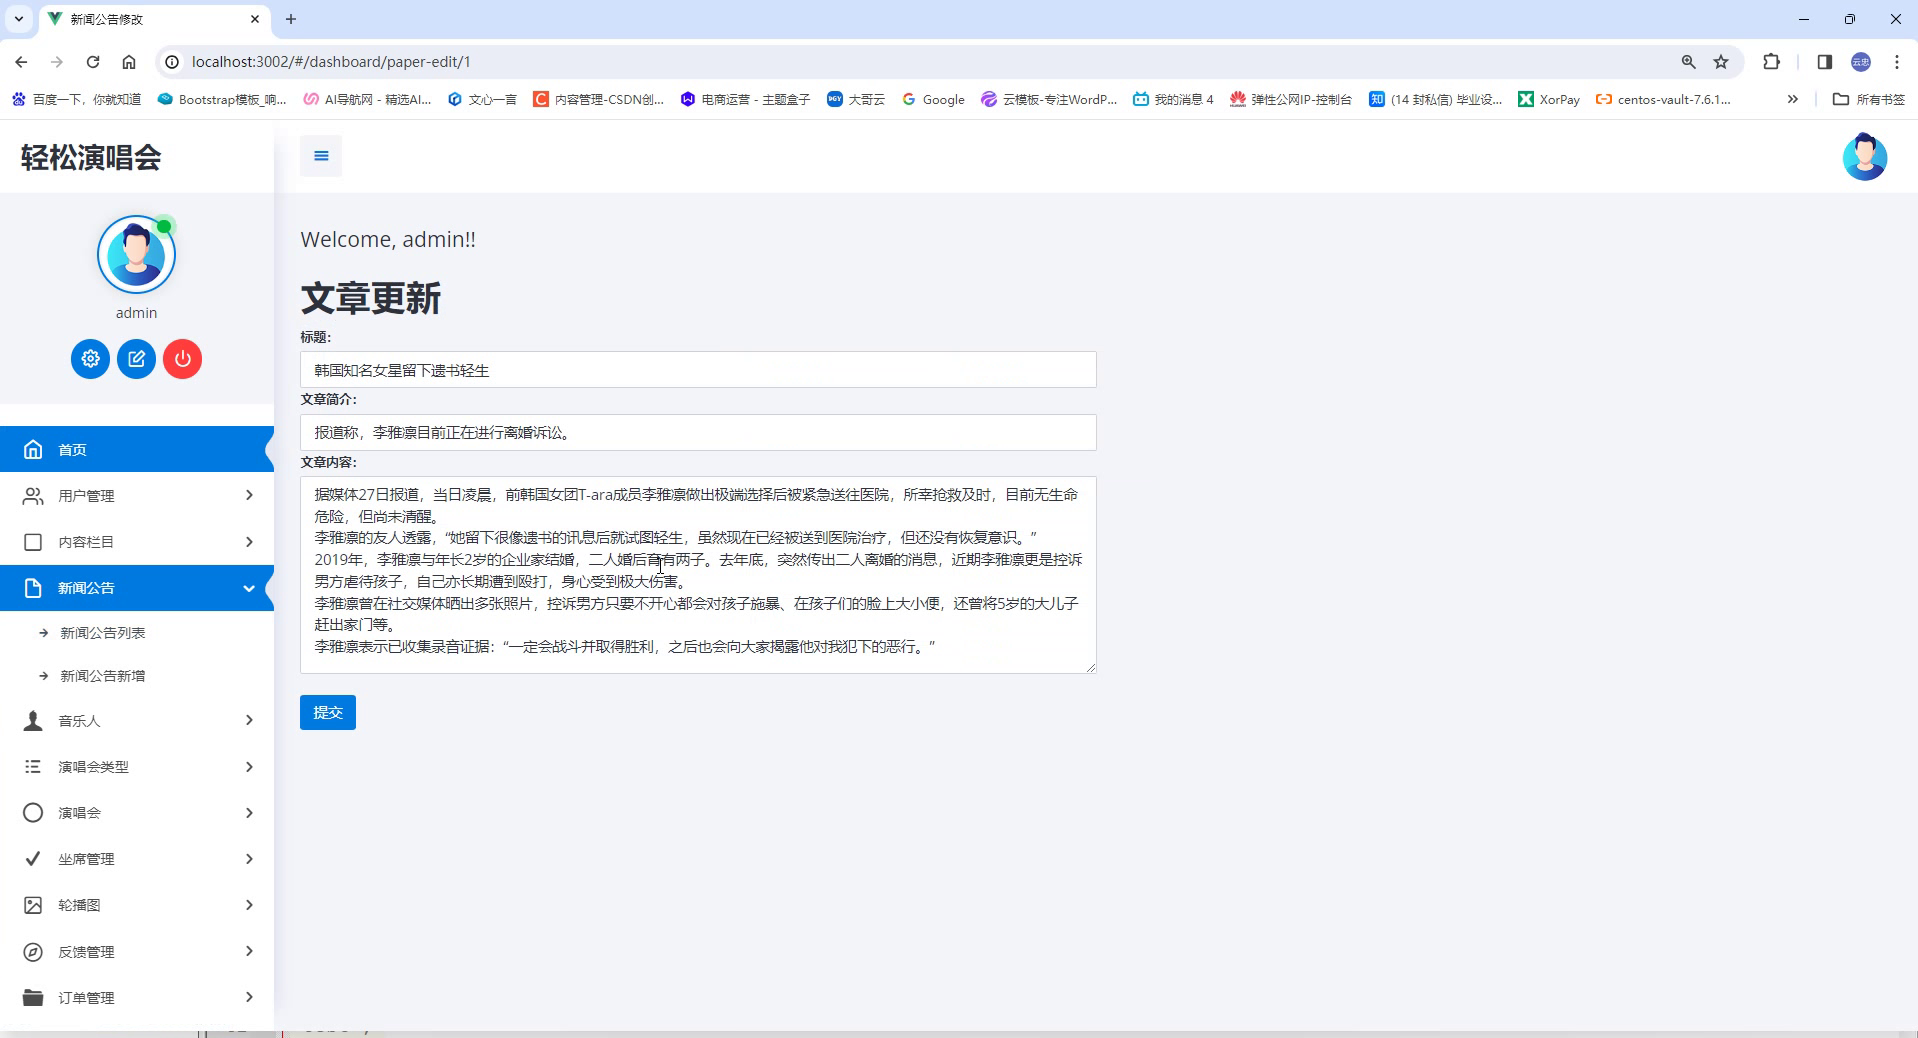 新闻公告修改
localhost:3002/#/dashboard/paper-edit/1
云忠
百度一下，你就知道
Bootstrap模板_响...
AI导航网 - 精选AI...
文心一言
内容管理-CSDN创...
电商运营 - 主题盒子
大哥云
Google
云模板-专注WordP...
我的消息 4
弹性公网IP-控制台
知
(14 封私信) 毕业设...
XorPay
centos-vault-7.6.1...
所有书签
轻松演唱会
admin
首页
用户管理
内容栏目
新闻公告
新闻公告列表
新闻公告新增
音乐人
演唱会类型
演唱会
坐席管理
轮播图
反馈管理
订单管理
Welcome, admin!!
文章更新
标题:
韩国知名女星留下遗书轻生
文章简介:
报道称，李雅凛目前正在进行离婚诉讼。
文章内容:
据媒体27日报道，当日凌晨，前韩国女团T-ara成员李雅凛做出极端选择后被紧急送往医院，所幸抢救及时，目前无生命
危险，但尚未清醒。
李雅凛的友人透露，“她留下很像遗书的讯息后就试图轻生，虽然现在已经被送到医院治疗，但还没有恢复意识。”
2019年，李雅凛与年长2岁的企业家结婚，二人婚后育有两子。去年底，突然传出二人离婚的消息，近期李雅凛更是控诉
男方虐待孩子，自己亦长期遭到殴打，身心受到极大伤害。
李雅凛曾在社交媒体晒出多张照片，控诉男方只要不开心都会对孩子施暴、在孩子们的脸上大小便，还曾将5岁的大儿子
赶出家门等。
李雅凛表示已收集录音证据：“一定会战斗并取得胜利，之后也会向大家揭露他对我犯下的恶行。”
提交